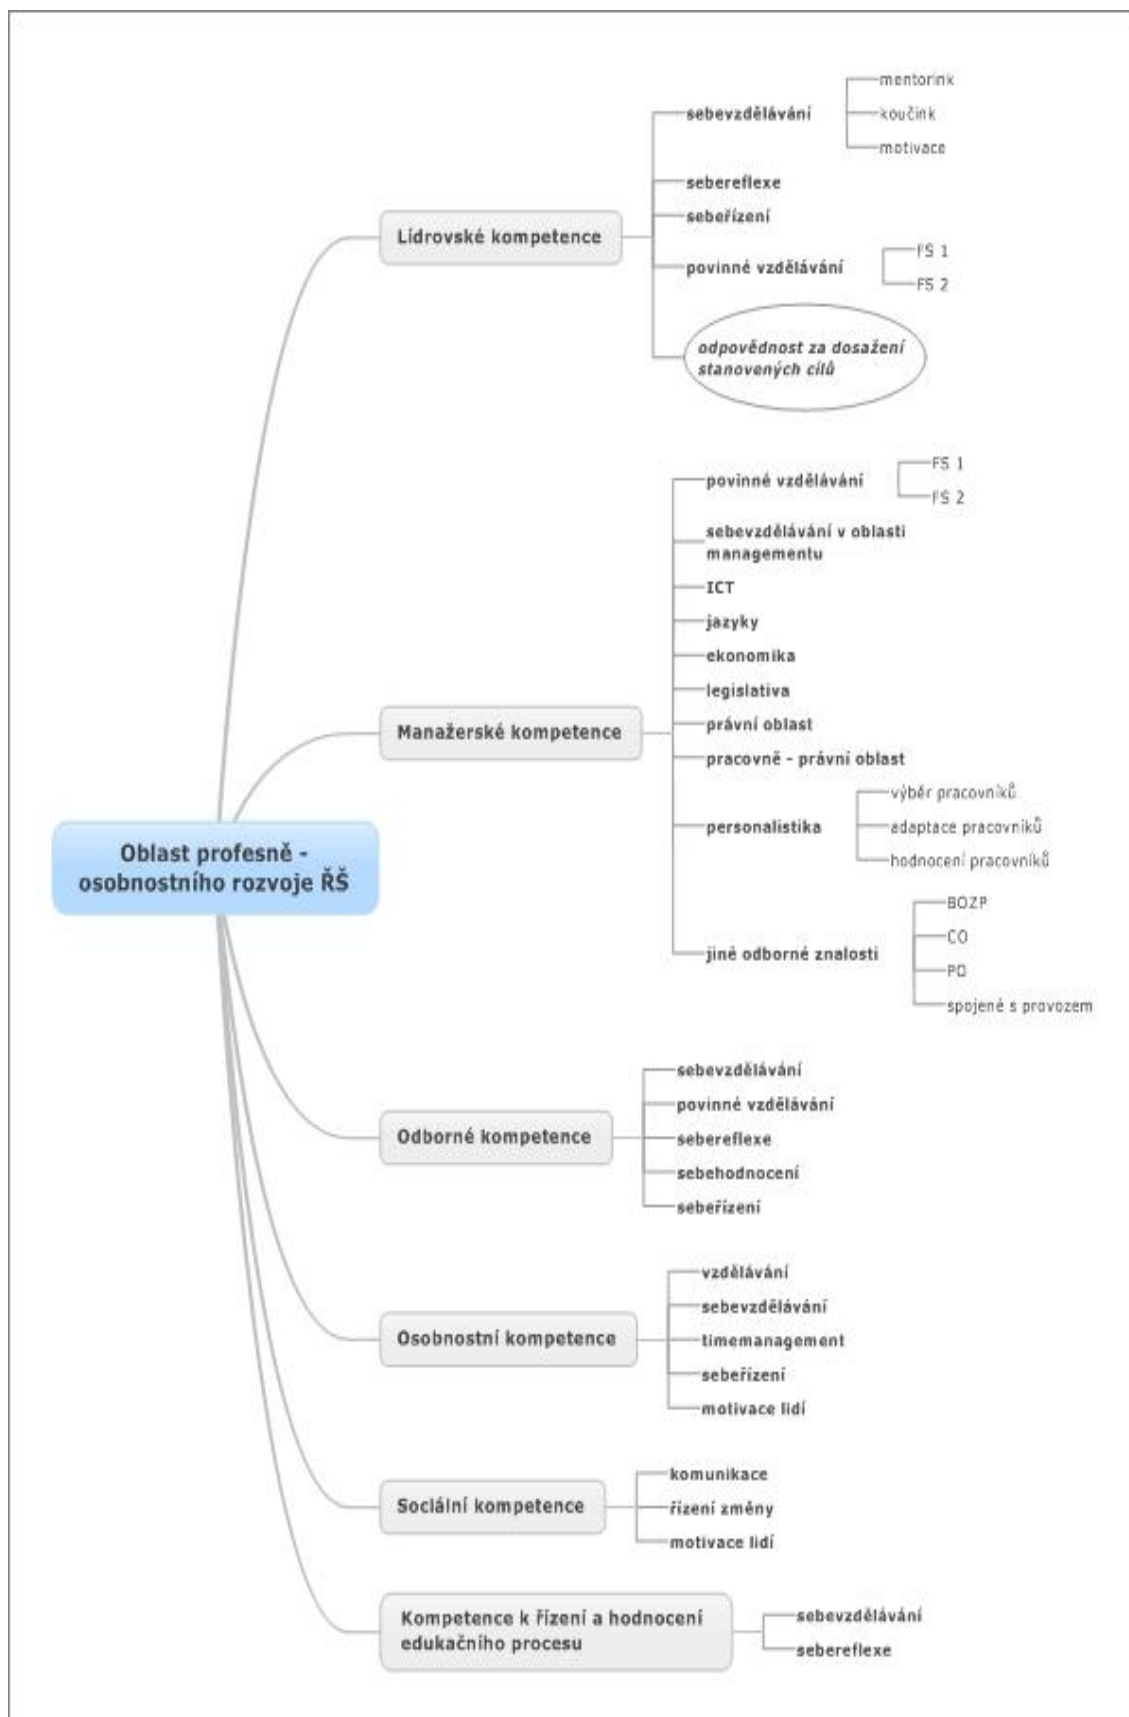 mentorink
sebevzdělávání
koučink
motivace
sebereflexe
sebeřízení
Lídrovské kompetence
povinné vzdělávání
FS 1
FS 2
odpovědnost za dosažení
stanovených cílů
povinné vzdělávání
FS 1
FS 2
sebevzdělávání v oblasti
managementu
ICT
jazyky
ekonomika
legislativa
Manažerské kompetence
právní oblast
pracovně - právní oblast
personalistika
výběr pracovníků
adaptace pracovníků
hodnocení pracovníků
Oblast profesně -
osobnostního rozvoje ŘŠ
jiné odborné znalosti
BOZP
CO
PO
spojené s provozem
Odborné kompetence
sebevzdělávání
povinné vzdělávání
sebereflexe
sebehodnocení
sebeřízení
Osobnostní kompetence
vzdělávání
sebevzdělávání
timemanagement
sebeřízení
motivace lidí
Sociální kompetence
komunikace
řízení změny
motivace lidí
Kompetence k řízení a hodnocení
edukačního procesu
sebevzdělávání
sebereflexe